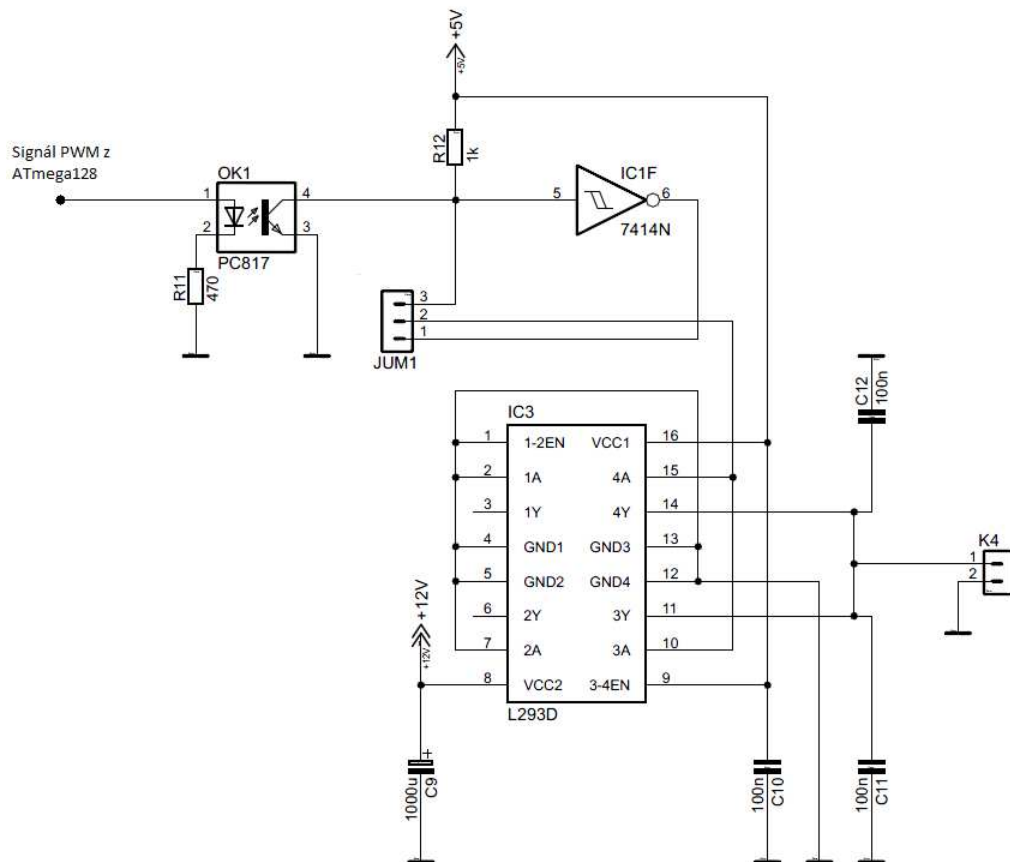 +5V
+5V
Signál PWM z
ATmega128
OK1
1
4
2
3
PC817
R11
470
R12
1k
IC1F
5
6
7414N
3
2
1
JUM1
C12
100n
IC3
1 1-2EN VCC1 16
2 1A 4A 15
3 1Y 4Y 14
4 GND1 GND3 13
5 GND2 GND4 12
6 2Y 3Y 11
7 2A 3A 10
8 VCC2 3-4EN 9
L293D
K4
1
2
+12V
+12V
+
1000u
C9
100n
C10
100n
C11